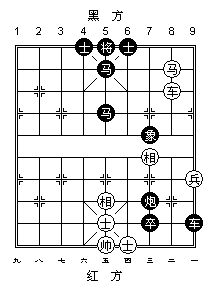 黑 方
1 2 3 4 5 6 7 8 9
士 将 士
马 马
车
马
象
相
兵
相 炮
士 卒 车
帅 士
九 八 七 六 五 四 三 二 一
红 方